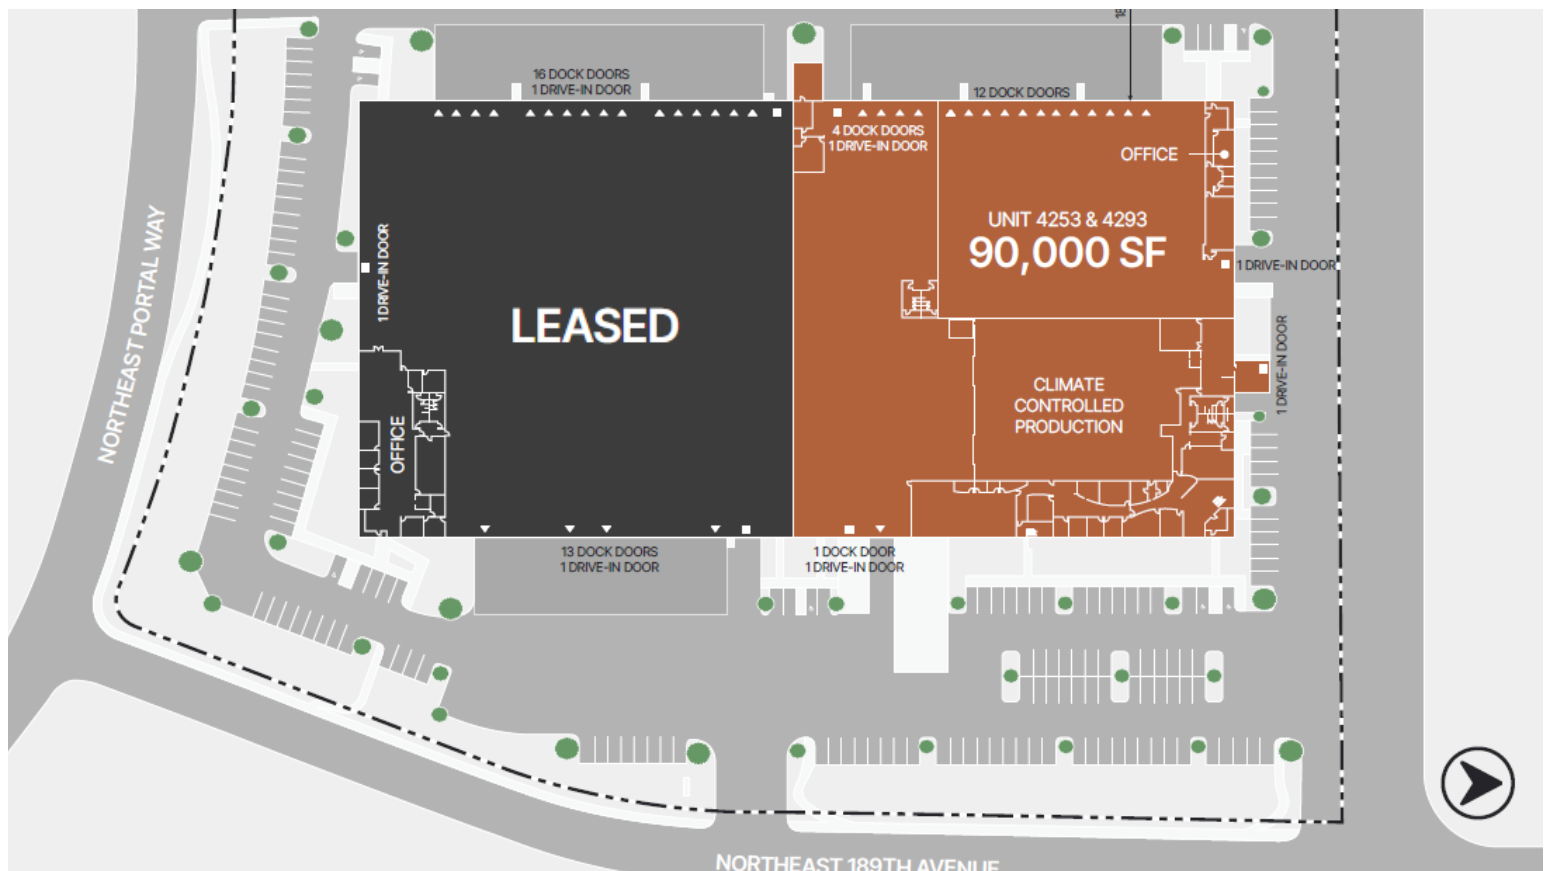 16 DOCK DOORS
1 DRIVE-IN DOOR
12 DOCK DOORS
4 DOCK DOORS
1 DRIVE-IN DOOR
OFFICE
UNIT 4253 & 4293
90,000 SF
1 DRIVE-IN DOOR
1 DRIVE-IN DOOR
NORTHEAST PORTAL WAY
LEASED
1 DRIVE-IN DOOR
CLIMATE
CONTROLLED
PRODUCTION
OFFICE
13 DOCK DOORS
1 DRIVE-IN DOOR
1 DOCK DOOR
1 DRIVE-IN DOOR
NORTHEAST 189TH AVENUE